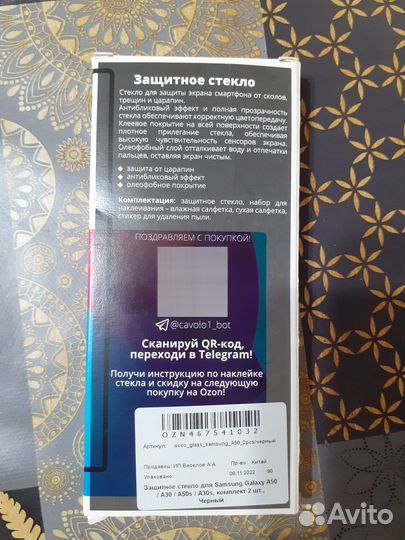 Защитное стекло
Стекло для защиты экрана смартфона от сколов,
трещин и царапин.
Антибликовый эффект и полная прозрачность
стекла обеспечивают корректную цветопередачу.
Клеевое покрытие на всей поверхности создает
плотное прилегание стекла, обеспечивая
высокую чувствительность сенсоров экрана.
Олеофобный слой отталкивает воду и отпечатки
пальцев, оставляя экран чистым.
защита от царапин
антибликовый эффект
олеофобное покрытие
Комплектация: защитное стекло, набор для
наклеивания – влажная салфетка, сухая салфетка,
стикер для удаления пыли.
ПОЗДРАВЛЯЕМ С ПОКУПКОЙ!
@cavolo1_bot
Сканируй QR-код,
переходи в Telegram!
Получи инструкцию по наклейке
стекла и скидку на следующую
покупку на Ozon!
OZN467541032
Артикул: evco_glass_samsung_A50_2pcs/черный
Продавец: ИП Веселов А.А. Пр-во: Китай
Упаковано: 09.11.2022 90
Защитное стекло для Samsung Galaxy A50
/ A30 / A50s / A30s, комплект 2 шт.,
Черный
Avito